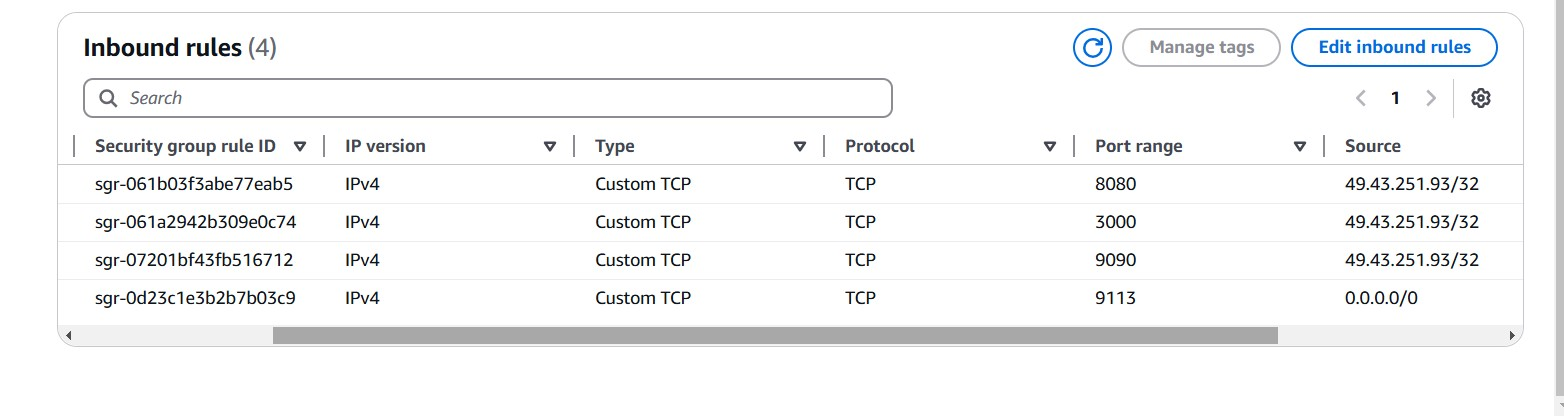 Inbound rules (4)
Manage tags
Edit inbound rules
Search
1
Security group rule ID IP version Type Protocol Port range Source
sgr-061b03f3abe77eab5 IPv4 Custom TCP TCP 8080 49.43.251.93/32
sgr-061a2942b309e0c74 IPv4 Custom TCP TCP 3000 49.43.251.93/32
sgr-07201bf43fb516712 IPv4 Custom TCP TCP 9090 49.43.251.93/32
sgr-0d23c1e3b2b7b03c9 IPv4 Custom TCP TCP 9113 0.0.0.0/0